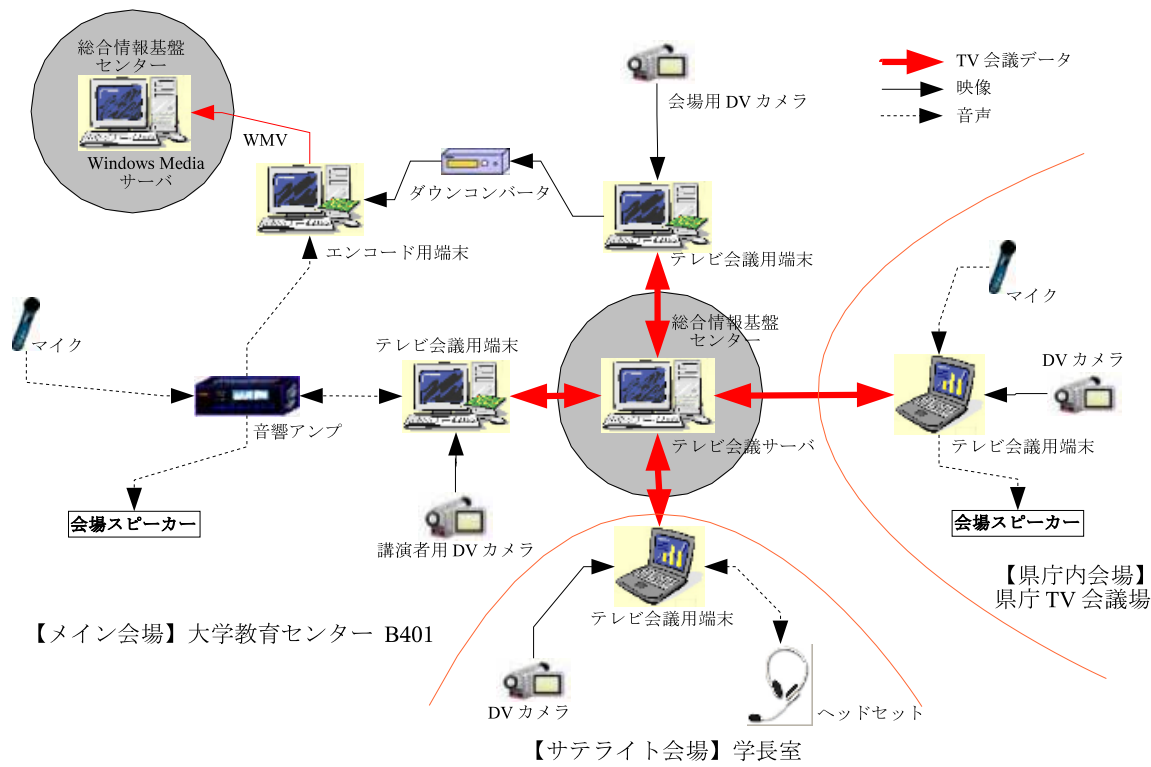 総合情報基盤
センター
Windows Media
サーバ
WMV
会場用 DV カメラ
TV 会議データ
映像
音声
ダウンコンバータ
エンコード用端末
テレビ会議用端末
マイク
マイク
総合情報基盤
センター
テレビ会議用端末
DV カメラ
音響アンプ
テレビ会議サーバ
テレビ会議用端末
会場スピーカー
会場スピーカー
講演者用 DV カメラ
【県庁内会場】
県庁 TV 会議場
テレビ会議用端末
【メイン会場】大学教育センター B401
DV カメラ
ヘッドセット
【サテライト会場】学長室